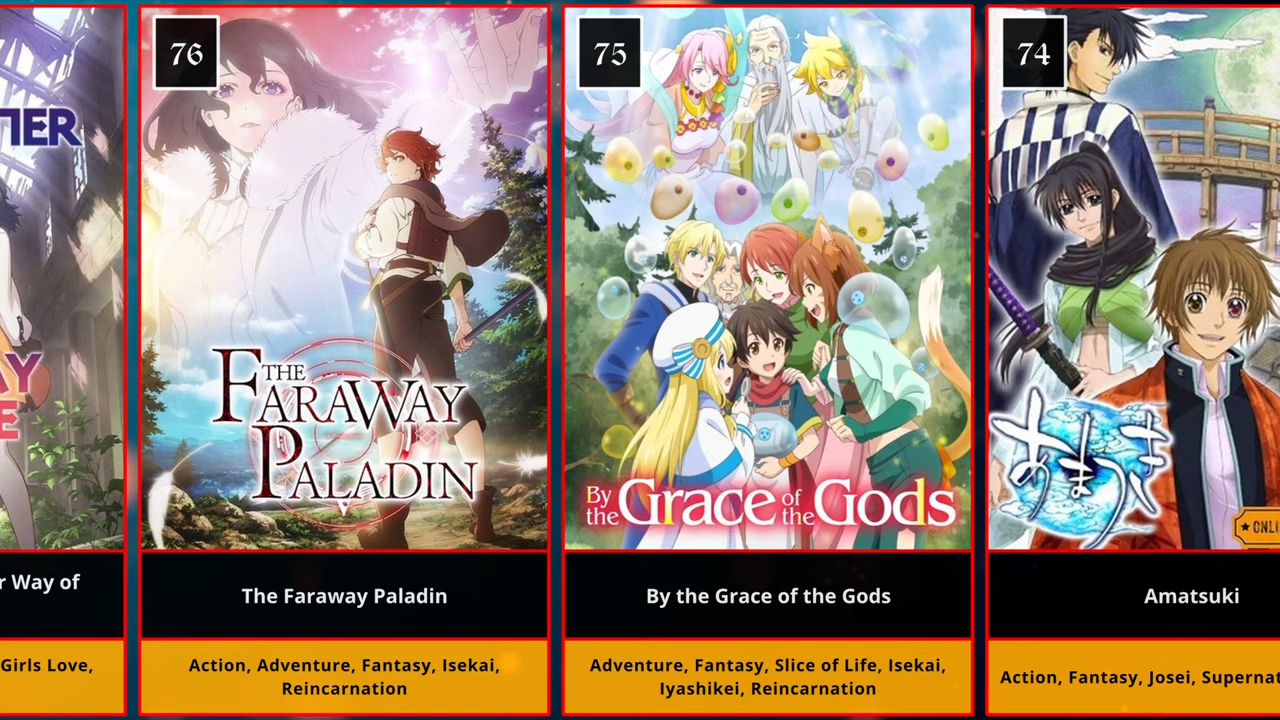 76
THE
FARAWAY
PALADIN
The Faraway Paladin
Action, Adventure, Fantasy, Isekai,
Reincarnation
75
By the Grace of the Gods
By the Grace of the Gods
Adventure, Fantasy, Slice of Life, Isekai,
Iyashikei, Reincarnation
74
あまつき
Amatsuki
Action, Fantasy, Josei,
Way of
Girls Love,